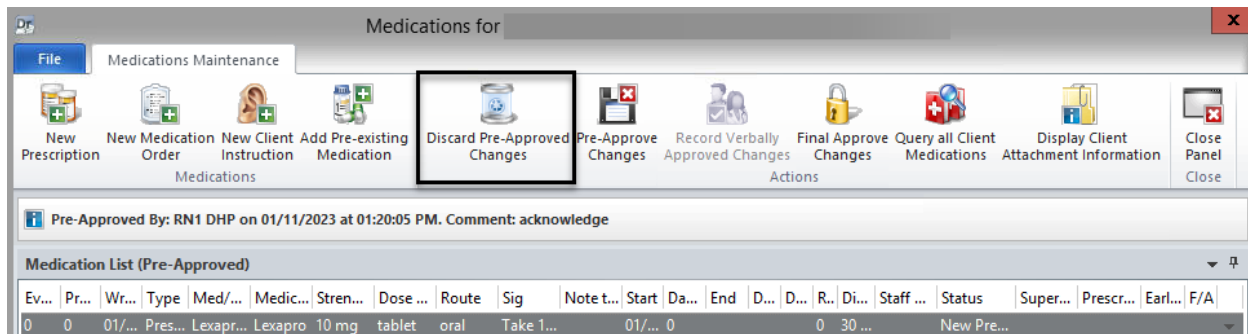 Medications for
File Medications Maintenance
New Prescription
New Medication Order
New Client Instruction
Add Pre-existing Medication
Discard Pre-Approved Changes
Pre-Approve Changes
Record Verbally Approved Changes
Final Approve Changes
Query all Client Medications
Display Client Attachment Information
Close Panel
Medications Actions Close
Pre-Approved By: RN1 DHP on 01/11/2023 at 01:20:05 PM. Comment: acknowledge
Medication List (Pre-Approved)
Ev... Pr... Wr... Type Med/... Medic... Stren... Dose ... Route Sig Note t... Start Da... End D... D... R.. Di... Staff ... Status Super... Prescr... Earl... F/A
0 0 01/... Pres... Lexapr... Lexapro 10 mg tablet oral Take 1... 01/... 0 0 30 ... New Pre...